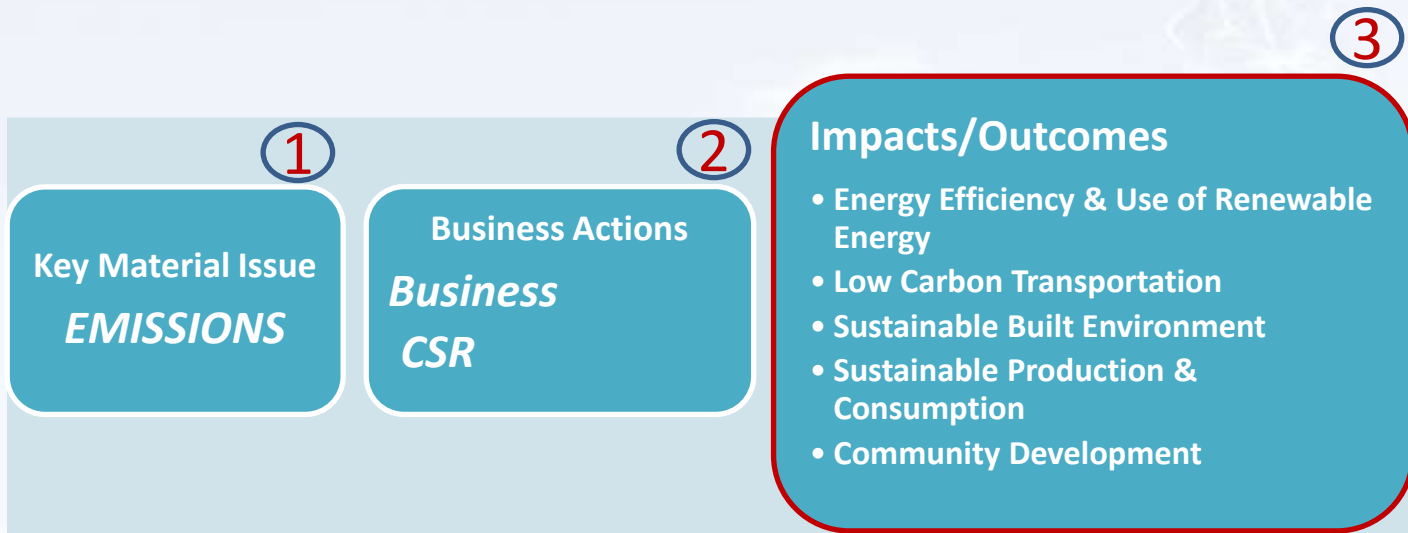 1
Key Material Issue
EMISSIONS
2
Business Actions
Business
CSR
3
Impacts/Outcomes
• Energy Efficiency & Use of Renewable
Energy
• Low Carbon Transportation
• Sustainable Built Environment
• Sustainable Production &
Consumption
• Community Development